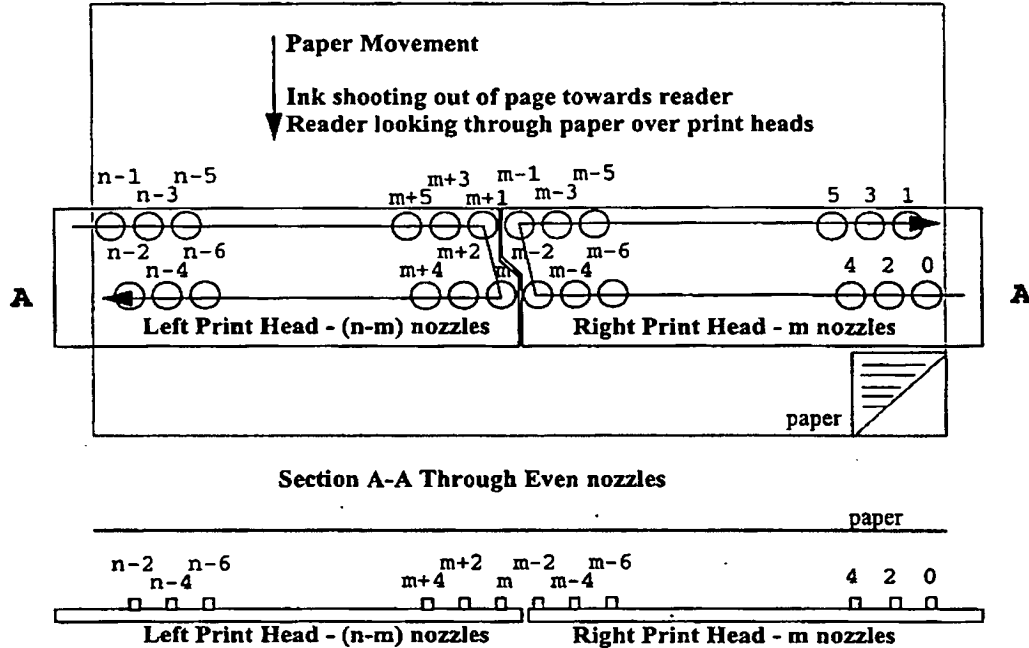 Paper Movement
Ink shooting out of page towards reader
Reader looking through paper over print heads
n-1 n-3 n-5 m+5 m+3 m+1 m-1 m-3 m-5 5 3 1
n-2 n-4 n-6 m+4 m+2 m m-2 m-4 m-6 4 2 0
A A
Left Print Head - (n-m) nozzles Right Print Head - m nozzles
paper
Section A-A Through Even nozzles
paper
n-2 n-4 n-6 m+4 m+2 m m-2 m-4 m-6 4 2 0
Left Print Head - (n-m) nozzles Right Print Head - m nozzles